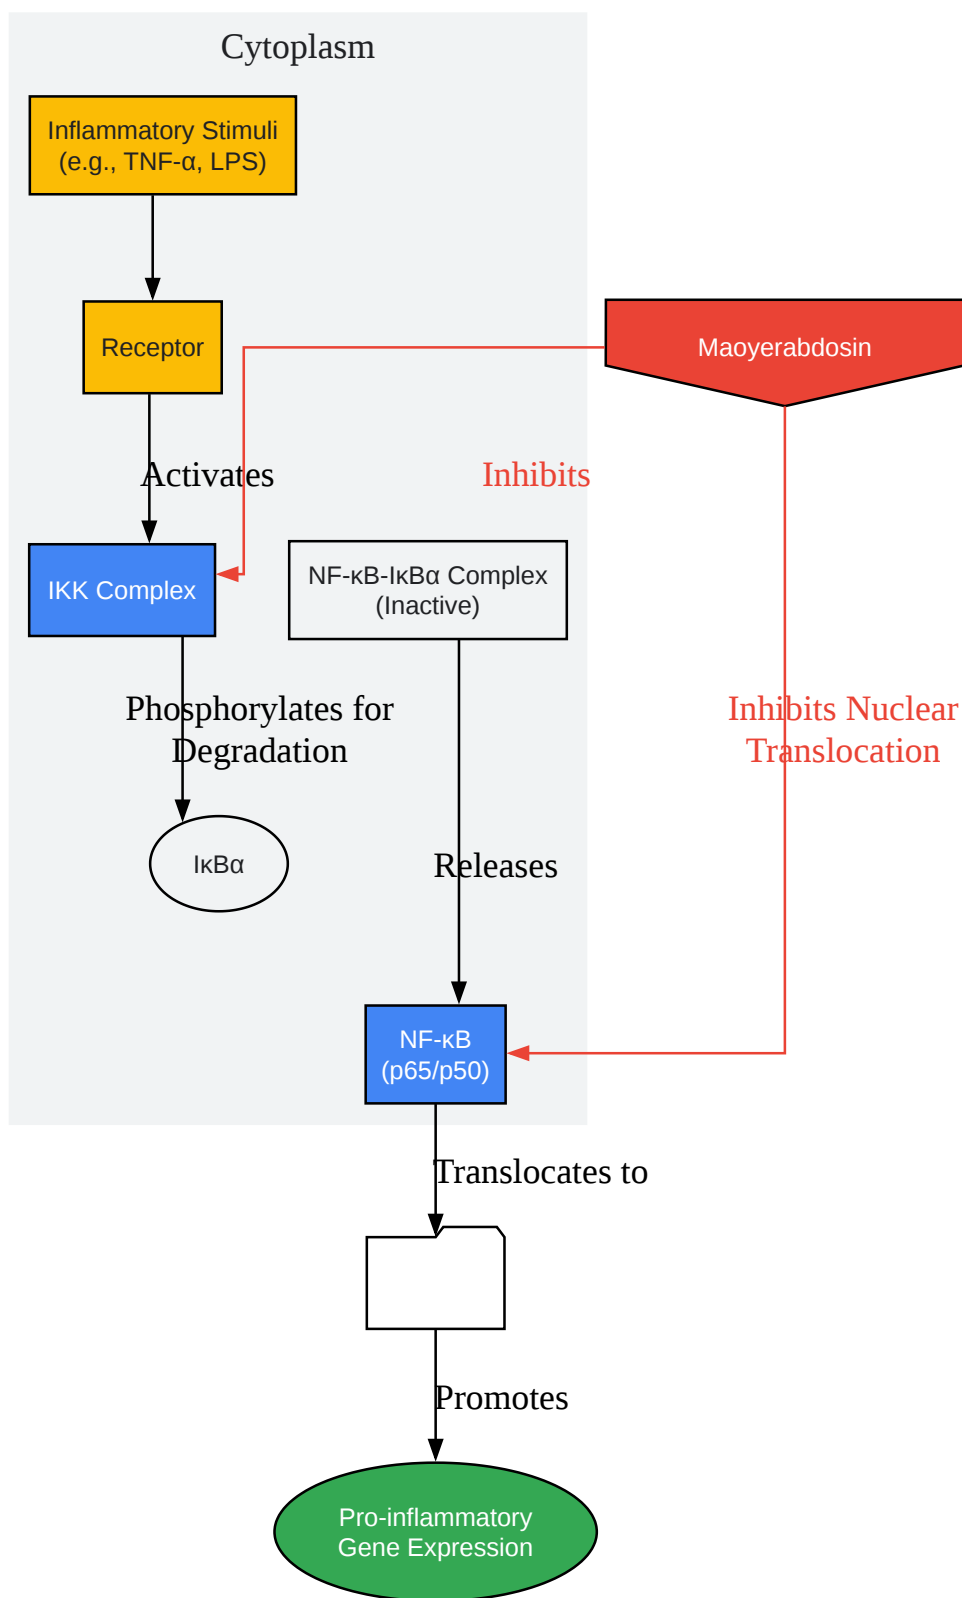 Cytoplasm
Inflammatory Stimuli
(e.g., TNF-α, LPS)
Receptor
Maoyerabdosin
Activates
Inhibits
IKK Complex
NF-κB-IκBα Complex
(Inactive)
Phosphorylates for
Degradation
Inhibits Nuclear
Translocation
IκBα
Releases
NF-κB
(p65/p50)
Translocates to
Promotes
Pro-inflammatory
Gene Expression